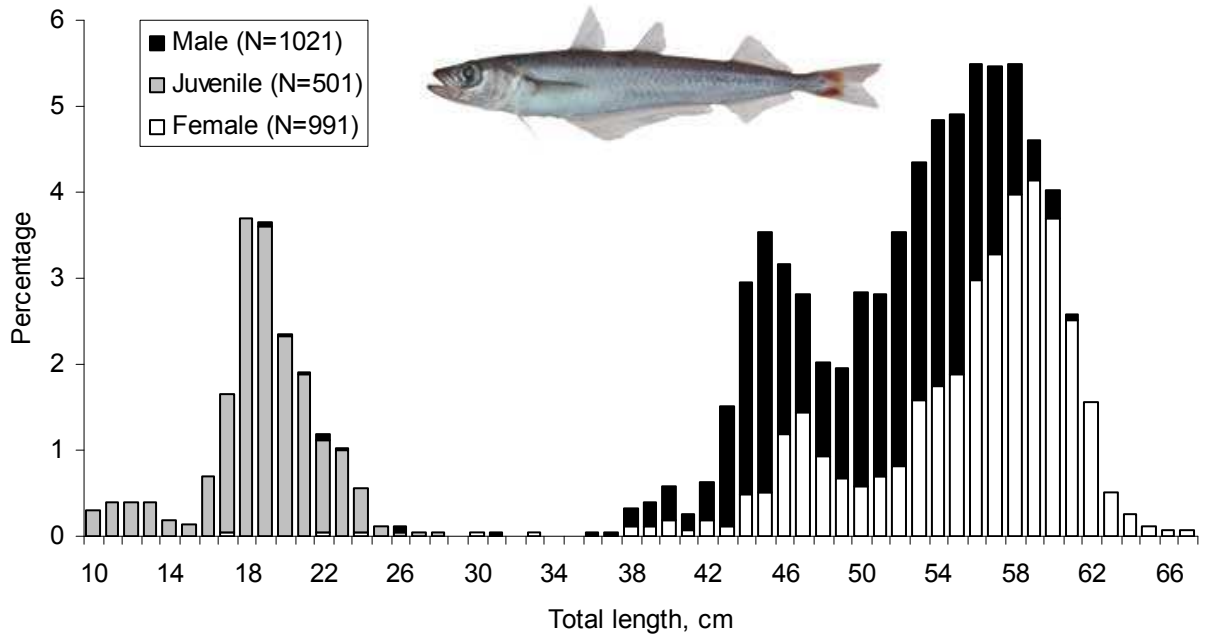 Male (N=1021)
Juvenile (N=501)
Female (N=991)
Percentage
6
5
4
3
2
1
0
10 14 18 22 26 30 34 38 42 46 50 54 58 62 66
Total length, cm